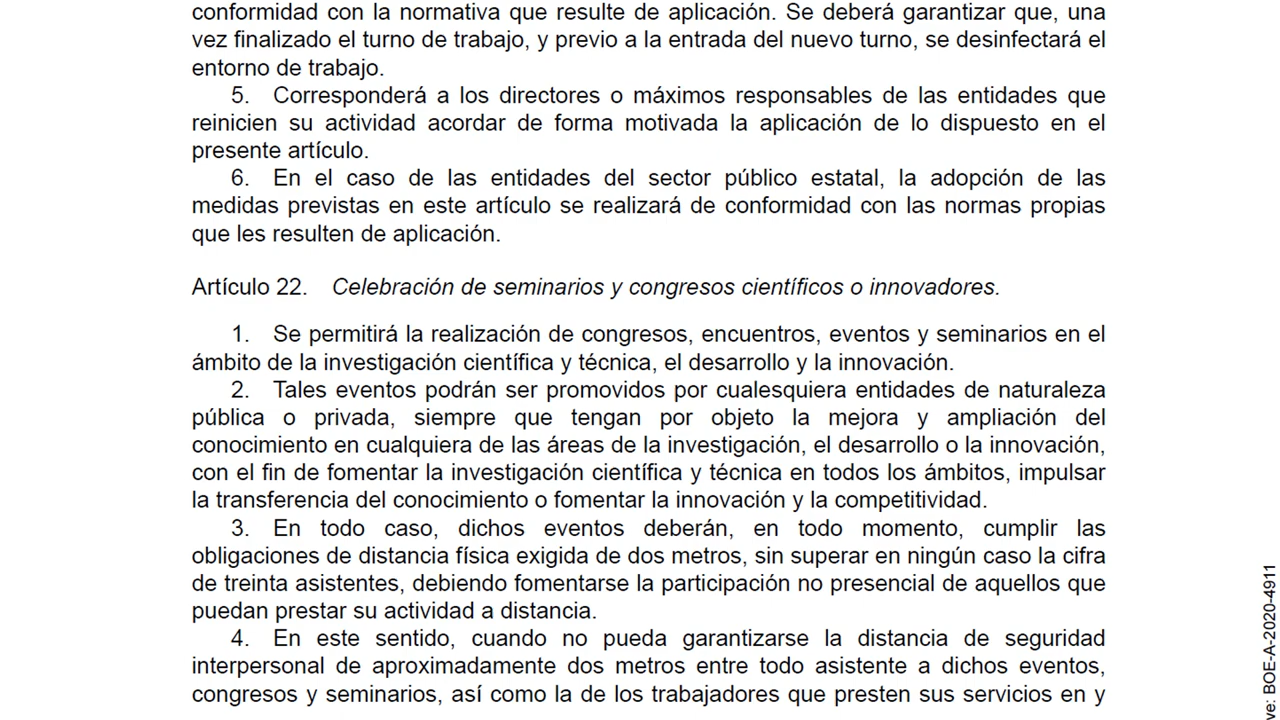 conformidad con la normativa que resulte de aplicación. Se deberá garantizar que, una
vez finalizado el turno de trabajo, y previo a la entrada del nuevo turno, se desinfectará el
entorno de trabajo.
5. Corresponderá a los directores o máximos responsables de las entidades que
reinicien su actividad acordar de forma motivada la aplicación de lo dispuesto en el
presente artículo.
6. En el caso de las entidades del sector público estatal, la adopción de las
medidas previstas en este artículo se realizará de conformidad con las normas propias
que les resulten de aplicación.
Artículo 22. Celebración de seminarios y congresos científicos o innovadores.
1. Se permitirá la realización de congresos, encuentros, eventos y seminarios en el
ámbito de la investigación científica y técnica, el desarrollo y la innovación.
2. Tales eventos podrán ser promovidos por cualesquiera entidades de naturaleza
pública o privada, siempre que tengan por objeto la mejora y ampliación del
conocimiento en cualquiera de las áreas de la investigación, el desarrollo o la innovación,
con el fin de fomentar la investigación científica y técnica en todos los ámbitos, impulsar
la transferencia del conocimiento o fomentar la innovación y la competitividad.
3. En todo caso, dichos eventos deberán, en todo momento, cumplir las
obligaciones de distancia física exigida de dos metros, sin superar en ningún caso la cifra
de treinta asistentes, debiendo fomentarse la participación no presencial de aquellos que
puedan prestar su actividad a distancia.
4. En este sentido, cuando no pueda garantizarse la distancia de seguridad
interpersonal de aproximadamente dos metros entre todo asistente a dichos eventos,
congresos y seminarios, así como la de los trabajadores que presten sus servicios en y
ve: BOE-A-2020-4911